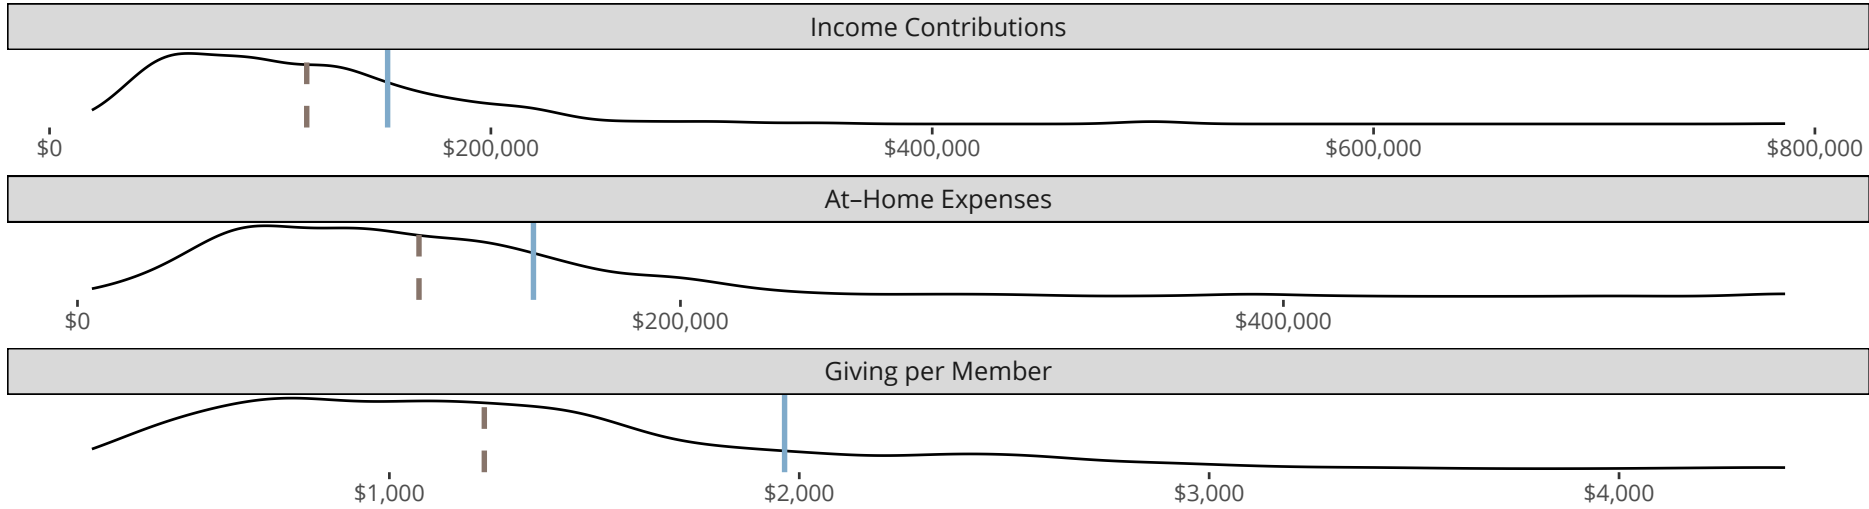 Income Contributions
$0 $200,000 $400,000 $600,000 $800,000
At–Home Expenses
$0 $200,000 $400,000
Giving per Member
$1,000 $2,000 $3,000 $4,000